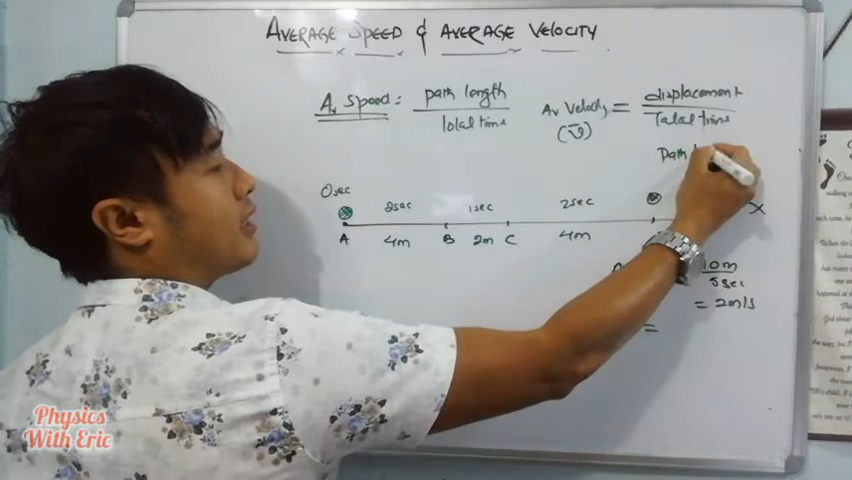 AVERAGE SPEED & AVERAGE VELOCITY
Av Speed = path length
Total time
Av Velocity = displacement
(v̄) Total time
Path
0sec
2sec 1sec 2sec
X
A 4m B 2m C 4m
10m
5sec
= 2m/s
=
Physics
With Eric